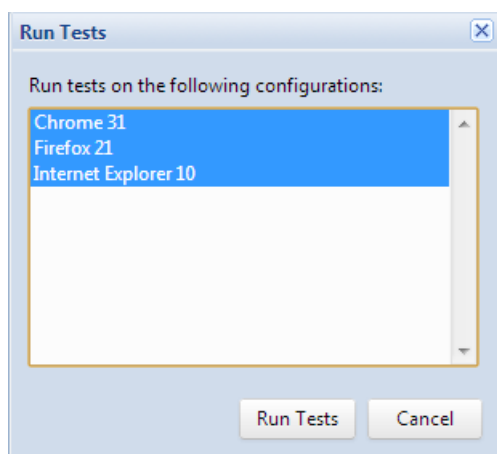 Run Tests
Run tests on the following configurations:
Chrome 31
Firefox 21
Internet Explorer 10
Run Tests
Cancel